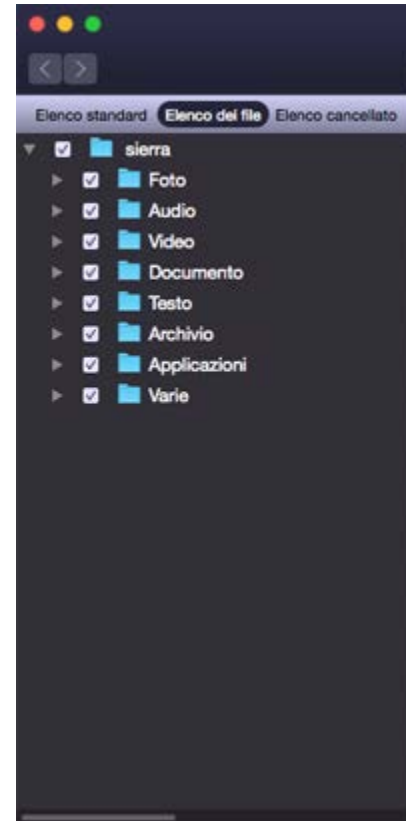 Elenco standard Elenco dei file Elenco cancellato
sierra
Foto
Audio
Video
Documento
Testo
Archivio
Applicazioni
Varie